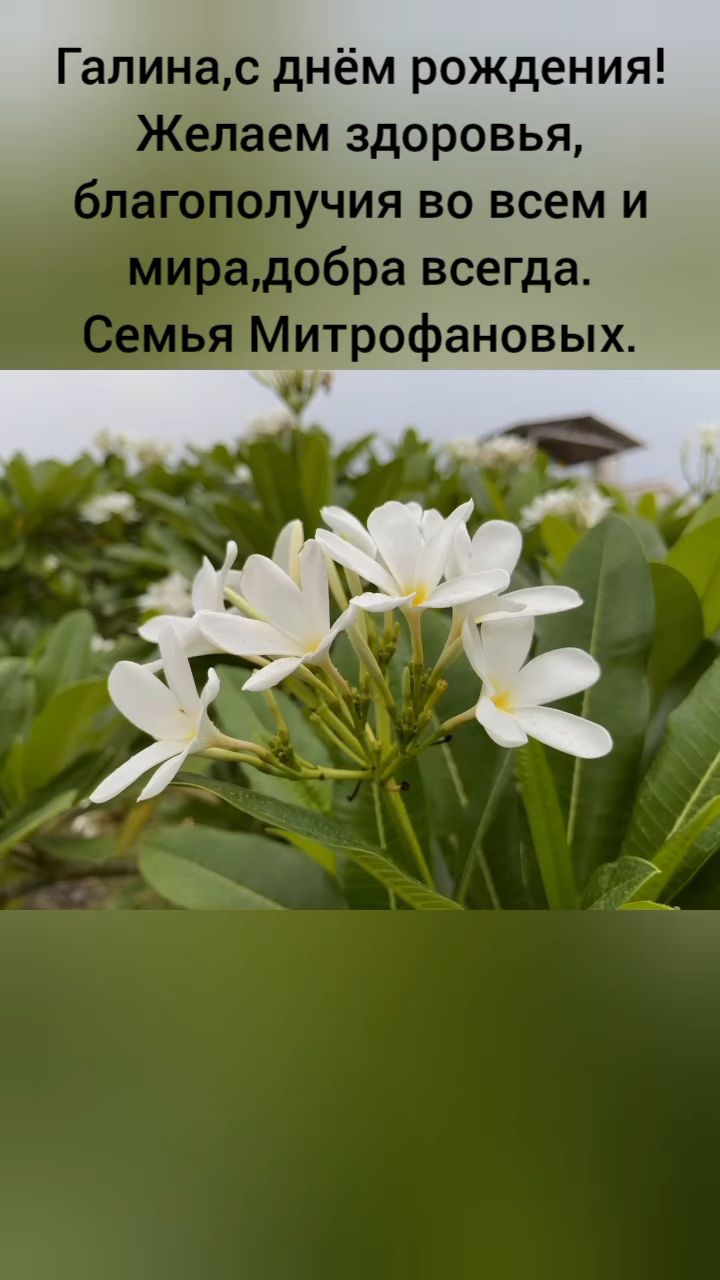 Галина,с днём рождения!
Желаем здоровья,
благополучия во всем и
мира,добра всегда.
Семья Митрофановых.